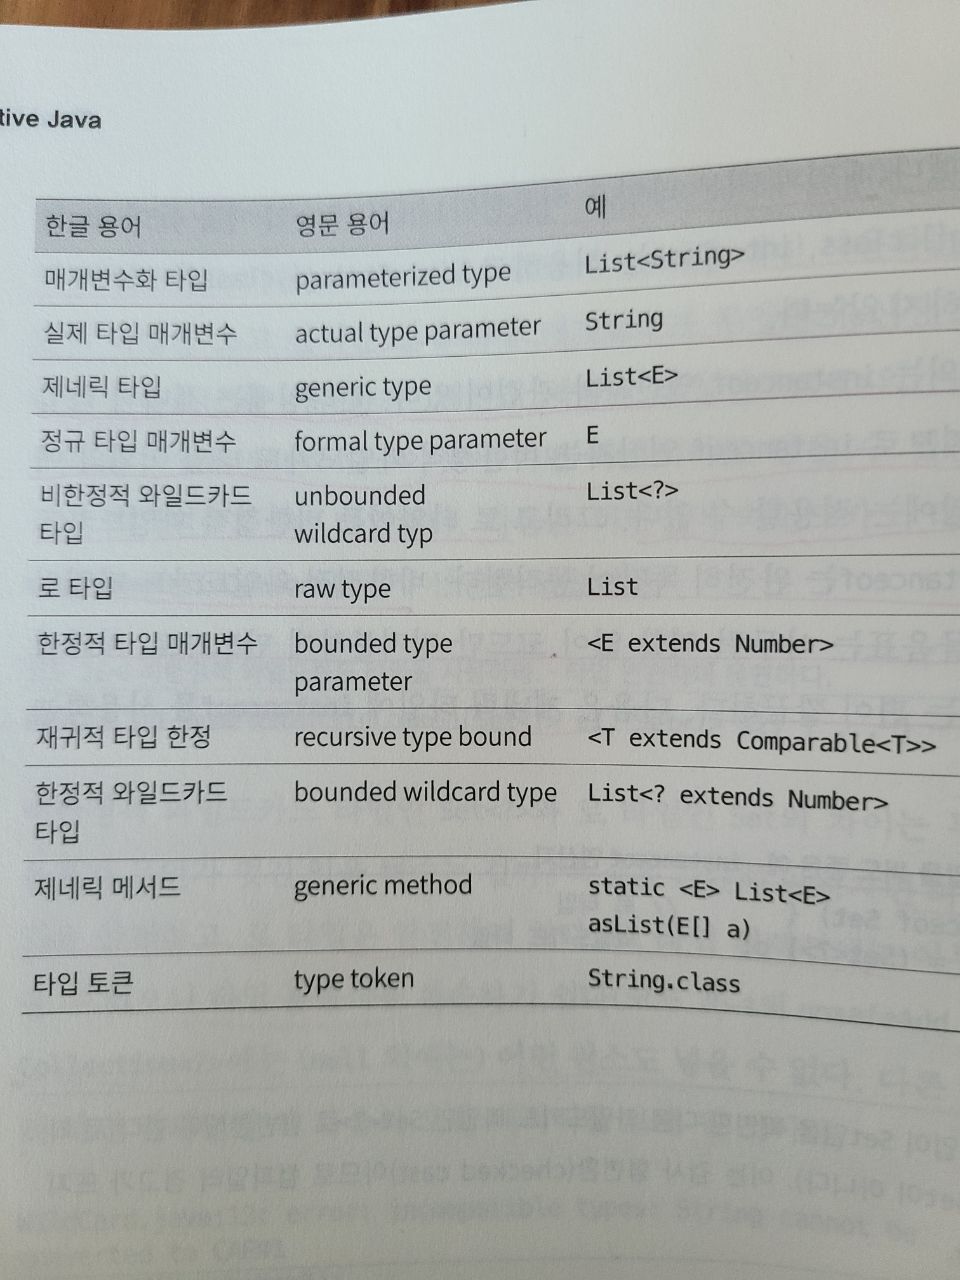 tive Java
한글 용어 영문 용어 예
매개변수화 타입 parameterized type List<String>
실제 타입 매개변수 actual type parameter String
제네릭 타입 generic type List<E>
정규 타입 매개변수 formal type parameter E
비한정적 와일드카드 unbounded List<?>
타입 wildcard typ
로 타입 raw type List
한정적 타입 매개변수 bounded type <E extends Number>
parameter
재귀적 타입 한정 recursive type bound <T extends Comparable<T>>
한정적 와일드카드 bounded wildcard type List<? extends Number>
타입
제네릭 메서드 generic method static <E> List<E>
asList(E[] a)
타입 토큰 type token String.class